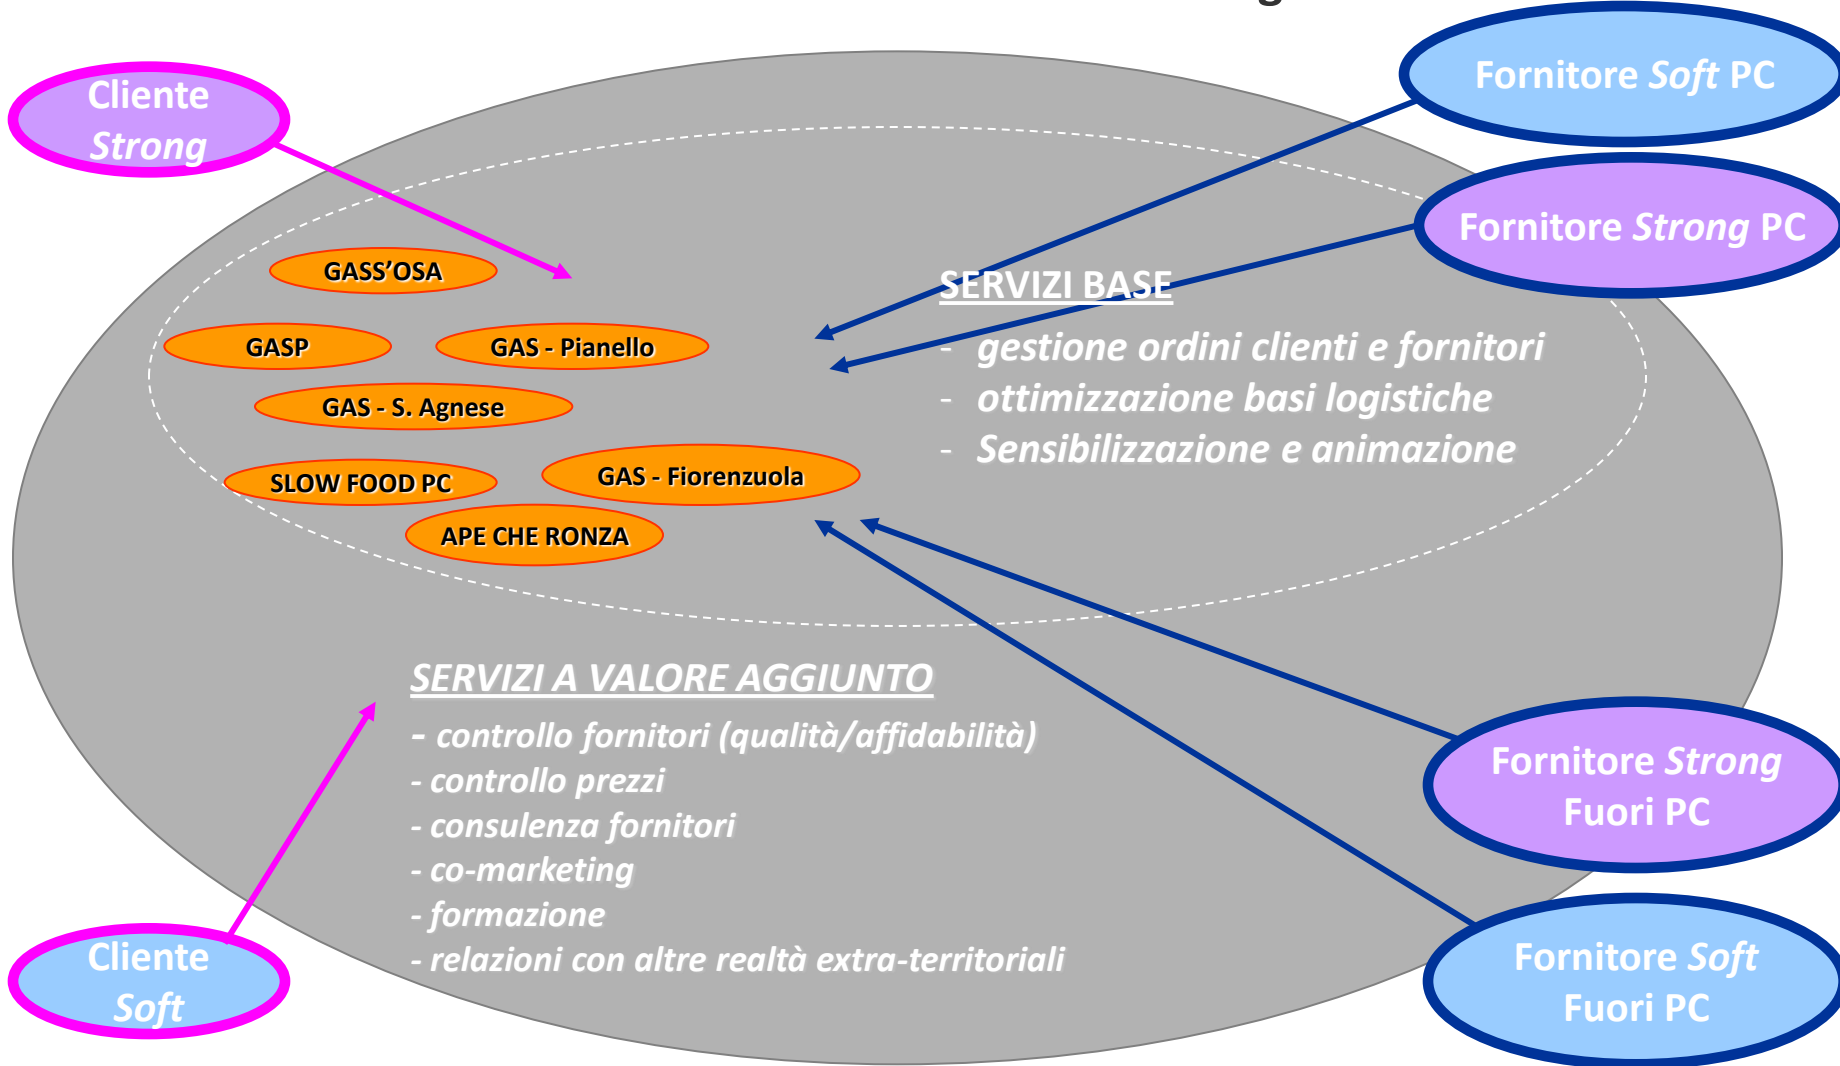 Cliente
Strong
Fornitore Soft PC
Fornitore Strong PC
GASS'OSA
GASP
GAS - Pianello
GAS - S. Agnese
SLOW FOOD PC
GAS - Fiorenzuola
APE CHE RONZA
SERVIZI BASE
- gestione ordini clienti e fornitori
- ottimizzazione basi logistiche
- Sensibilizzazione e animazione
SERVIZI A VALORE AGGIUNTO
- controllo fornitori (qualità/affidabilità)
- controllo prezzi
- consulenza fornitori
- co-marketing
- formazione
- relazioni con altre realtà extra-territoriali
Fornitore Strong
Fuori PC
Cliente
Soft
Fornitore Soft
Fuori PC